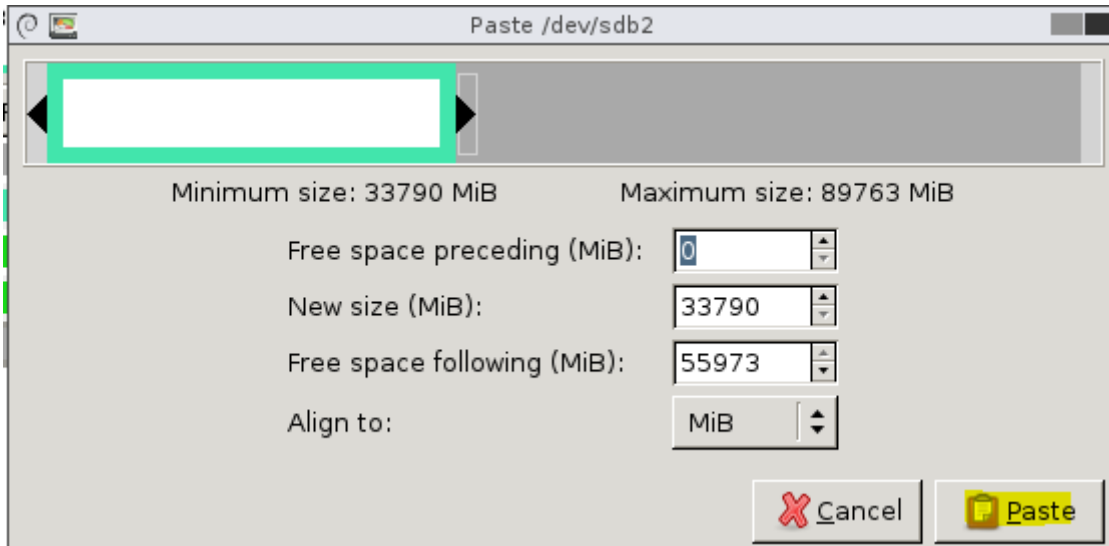 Paste /dev/sdb2
Minimum size: 33790 MiB Maximum size: 89763 MiB
Free space preceding (MiB): 0
New size (MiB): 33790
Free space following (MiB): 55973
Align to: MiB
Cancel Paste